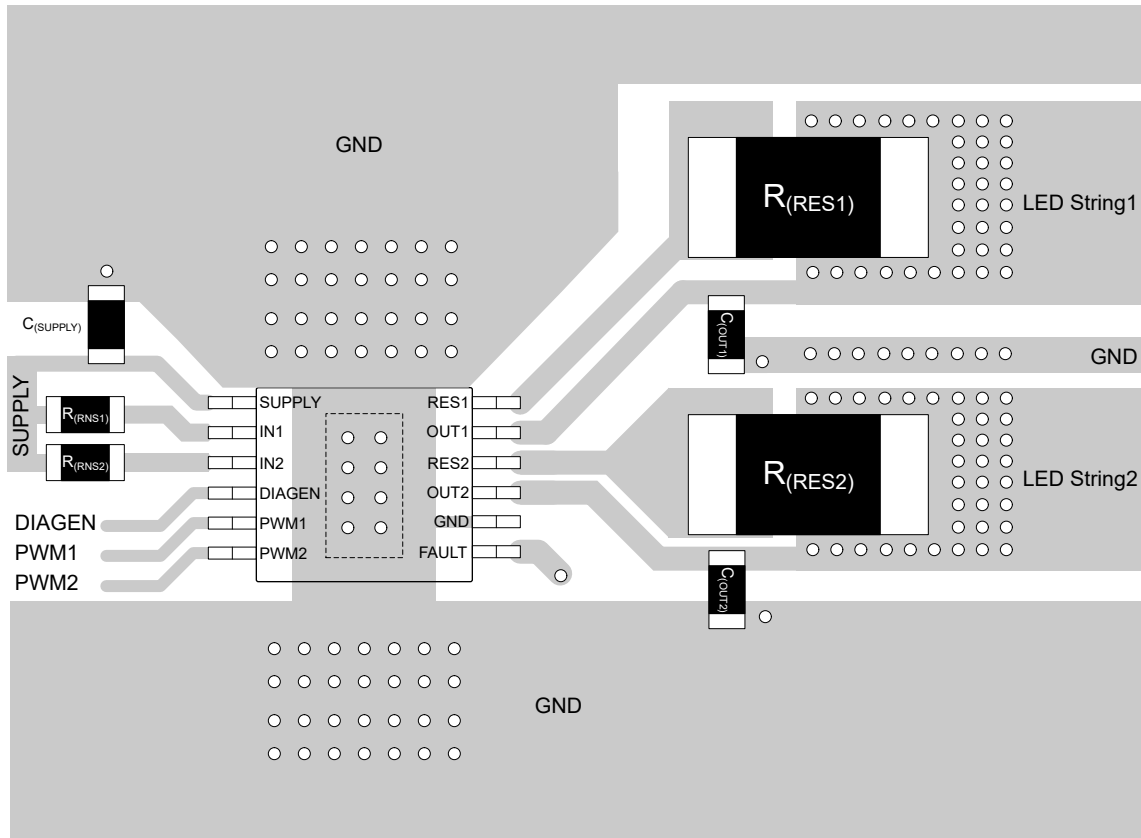 GND
R(RES1)
LED String1
C(SUPPLY)
C(OUT1)
GND
SUPPLY
R(RNS1)
R(RNS2)
SUPPLY
IN1
IN2
DIAGEN
PWM1
PWM2
RES1
OUT1
RES2
OUT2
GND
FAULT
R(RES2)
LED String2
DIAGEN
PWM1
PWM2
C(OUT2)
GND